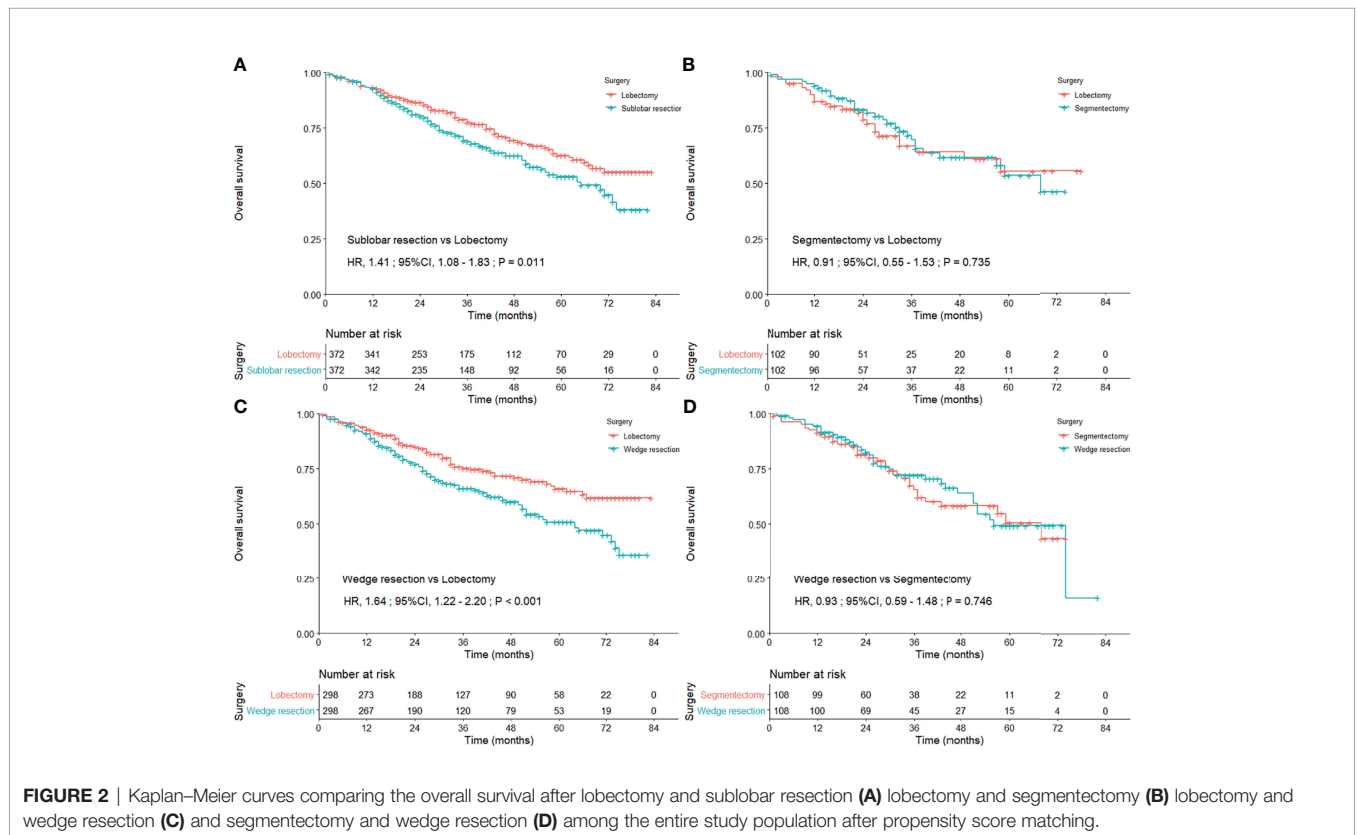 A
1.00
0.75
0.50
0.25
0.00
Overall survival
Surgery
Lobectomy
Sublobar resection
Sublobar resection vs Lobectomy
HR, 1.41 ; 95%CI, 1.08 - 1.83 ; P = 0.011
0 12 24 36 48 60 72 84
Time (months)
Number at risk
Surgery
Lobectomy 372 341 253 175 112 70 29 0
Sublobar resection 372 342 235 148 92 56 16 0
0 12 24 36 48 60 72 84
Time (months)
B
1.00
0.75
0.50
0.25
0.00
Overall survival
Surgery
Lobectomy
Segmentectomy
Segmentectomy vs Lobectomy
HR, 0.91 ; 95%CI, 0.55 - 1.53 ; P = 0.735
0 12 24 36 48 60 72 84
Time (months)
Number at risk
Surgery
Lobectomy 102 90 51 25 20 8 2 0
Segmentectomy 102 96 57 37 22 11 2 0
0 12 24 36 48 60 72 84
Time (months)
C
1.00
0.75
0.50
0.25
0.00
Overall survival
Surgery
Lobectomy
Wedge resection
Wedge resection vs Lobectomy
HR, 1.64 ; 95%CI, 1.22 - 2.20 ; P < 0.001
0 12 24 36 48 60 72 84
Time (months)
Number at risk
Surgery
Lobectomy 298 273 188 127 90 58 22 0
Wedge resection 298 267 190 120 79 53 19 0
0 12 24 36 48 60 72 84
Time (months)
D
1.00
0.75
0.50
0.25
0.00
Overall survival
Surgery
Segmentectomy
Wedge resection
Wedge resection vs Segmentectomy
HR, 0.93 ; 95%CI, 0.59 - 1.48 ; P = 0.746
0 12 24 36 48 60 72 84
Time (months)
Number at risk
Surgery
Segmentectomy 108 99 60 38 22 11 2 0
Wedge resection 108 100 69 45 27 15 4 0
0 12 24 36 48 60 72 84
Time (months)
FIGURE 2 | Kaplan–Meier curves comparing the overall survival after lobectomy and sublobar resection (A) lobectomy and segmentectomy (B) lobectomy and
wedge resection (C) and segmentectomy and wedge resection (D) among the entire study population after propensity score matching.